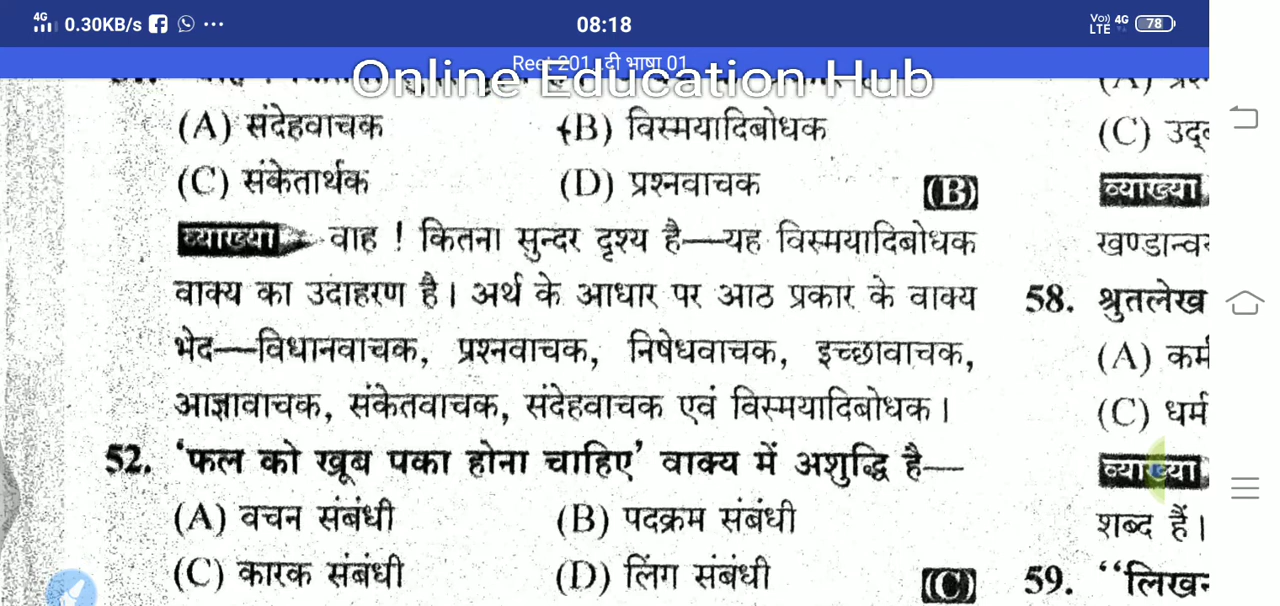 4G 0.30KB/s ... 08:18 Vo)) LTE 4G 78
Reet 201 दी भाषा 01
Online Education Hub
(A) संदेहवाचक (B) विस्मयादिबोधक
(C) संकेतार्थक (D) प्रश्नवाचक (B)
व्याख्या वाह ! कितना सुन्दर दृश्य है—यह विस्मयादिबोधक
वाक्य का उदाहरण है। अर्थ के आधार पर आठ प्रकार के वाक्य
भेद—विधानवाचक, प्रश्नवाचक, निषेधवाचक, इच्छावाचक,
आज्ञावाचक, संकेतवाचक, संदेहवाचक एवं विस्मयादिबोधक।
52. 'फल को खूब पका होना चाहिए' वाक्य में अशुद्धि है—
(A) वचन संबंधी (B) पदक्रम संबंधी
(C) कारक संबंधी (D) लिंग संबंधी (C)
(C)
व्याख्या
58. श्रुतलेख
(A)
(C) धर्म
व्याख्या
शब्द हैं।
59.